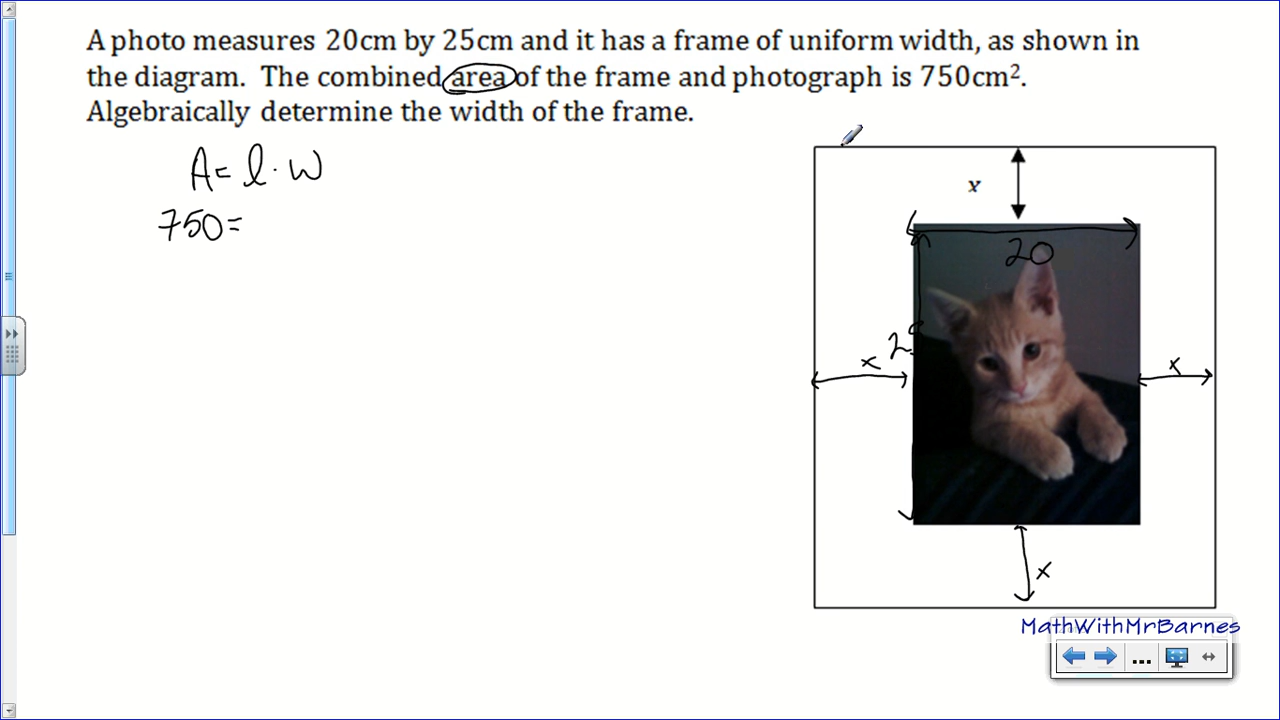 A photo measures 20cm by 25cm and it has a frame of uniform width, as shown in
the diagram. The combined area of the frame and photograph is 750cm².
Algebraically determine the width of the frame.
A = l · w
750 =
x
20
25
x
x
x
MathWithMrBarnes
...